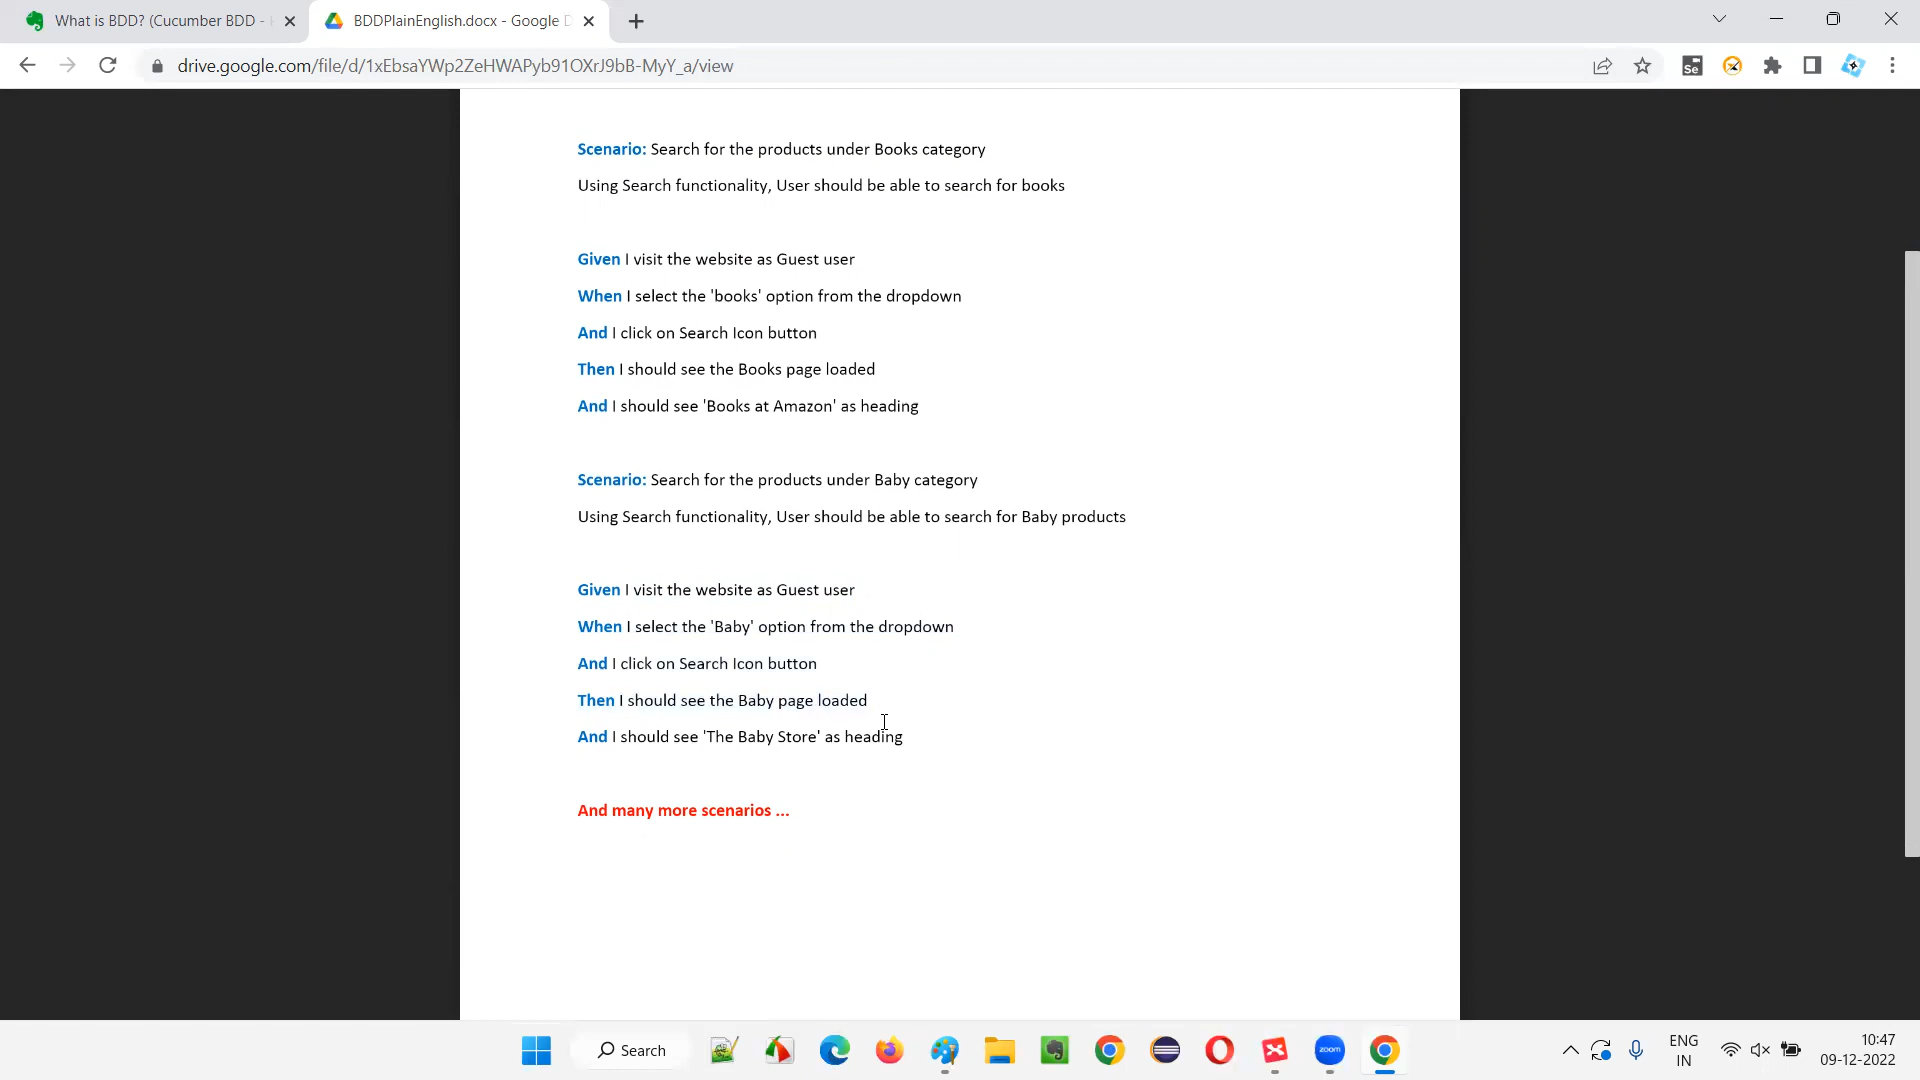 What is BDD? (Cucumber BDD -
BDDPlainEnglish.docx - Google D
drive.google.com/file/d/1xEbsaYWp2ZeHWAPyb91OXrJ9bB-MyY_a/view
Se
Scenario: Search for the products under Books category
Using Search functionality, User should be able to search for books
Given I visit the website as Guest user
When I select the 'books' option from the dropdown
And I click on Search Icon button
Then I should see the Books page loaded
And I should see 'Books at Amazon' as heading
Scenario: Search for the products under Baby category
Using Search functionality, User should be able to search for Baby products
Given I visit the website as Guest user
When I select the 'Baby' option from the dropdown
And I click on Search Icon button
Then I should see the Baby page loaded
And I should see 'The Baby Store' as heading
And many more scenarios ...
Search
zoom
ENG
IN
10:47
09-12-2022